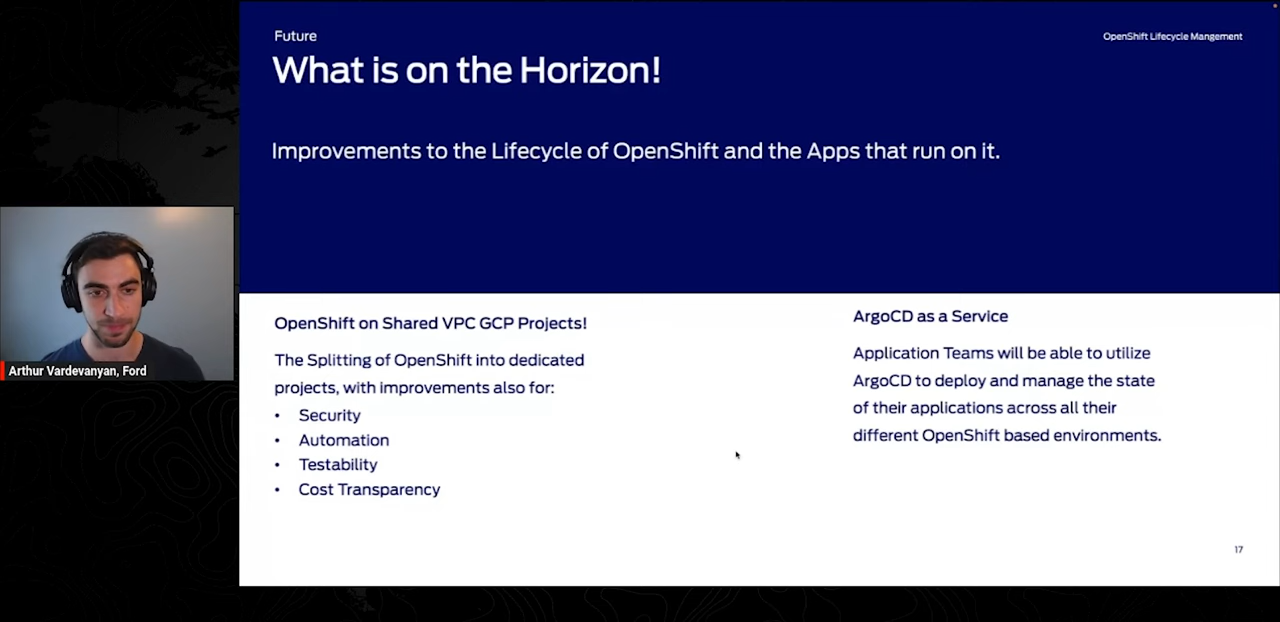 Future
OpenShift Lifecycle Mangement
What is on the Horizon!
Improvements to the Lifecycle of OpenShift and the Apps that run on it.
Arthur Vardevanyan, Ford
OpenShift on Shared VPC GCP Projects!
The Splitting of OpenShift into dedicated
projects, with improvements also for:
• Security
• Automation
• Testability
• Cost Transparency
ArgoCD as a Service
Application Teams will be able to utilize
ArgoCD to deploy and manage the state
of their applications across all their
different OpenShift based environments.
17